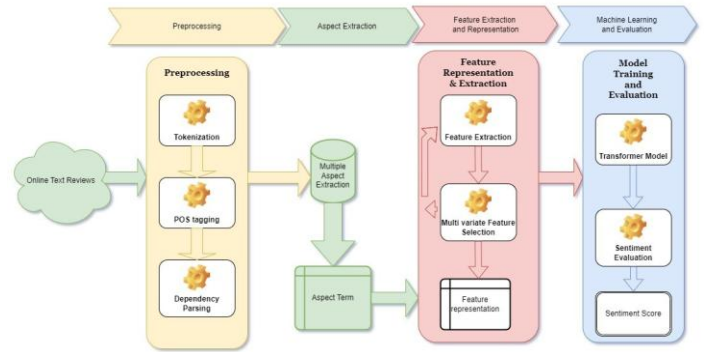 Preprocessing
Aspect Extraction
Feature Extraction
and Representation
Machine Learning
and Evaluation
Online Text Reviews
Preprocessing
Tokenization
POS tagging
Dependency
Parsing
Multiple
Aspect
Extraction
Aspect Term
Feature
Representation
& Extraction
Feature Extraction
Multi variate Feature
Selection
Feature
representation
Model
Training
and
Evaluation
Transformer Model
Sentiment
Evaluation
Sentiment Score